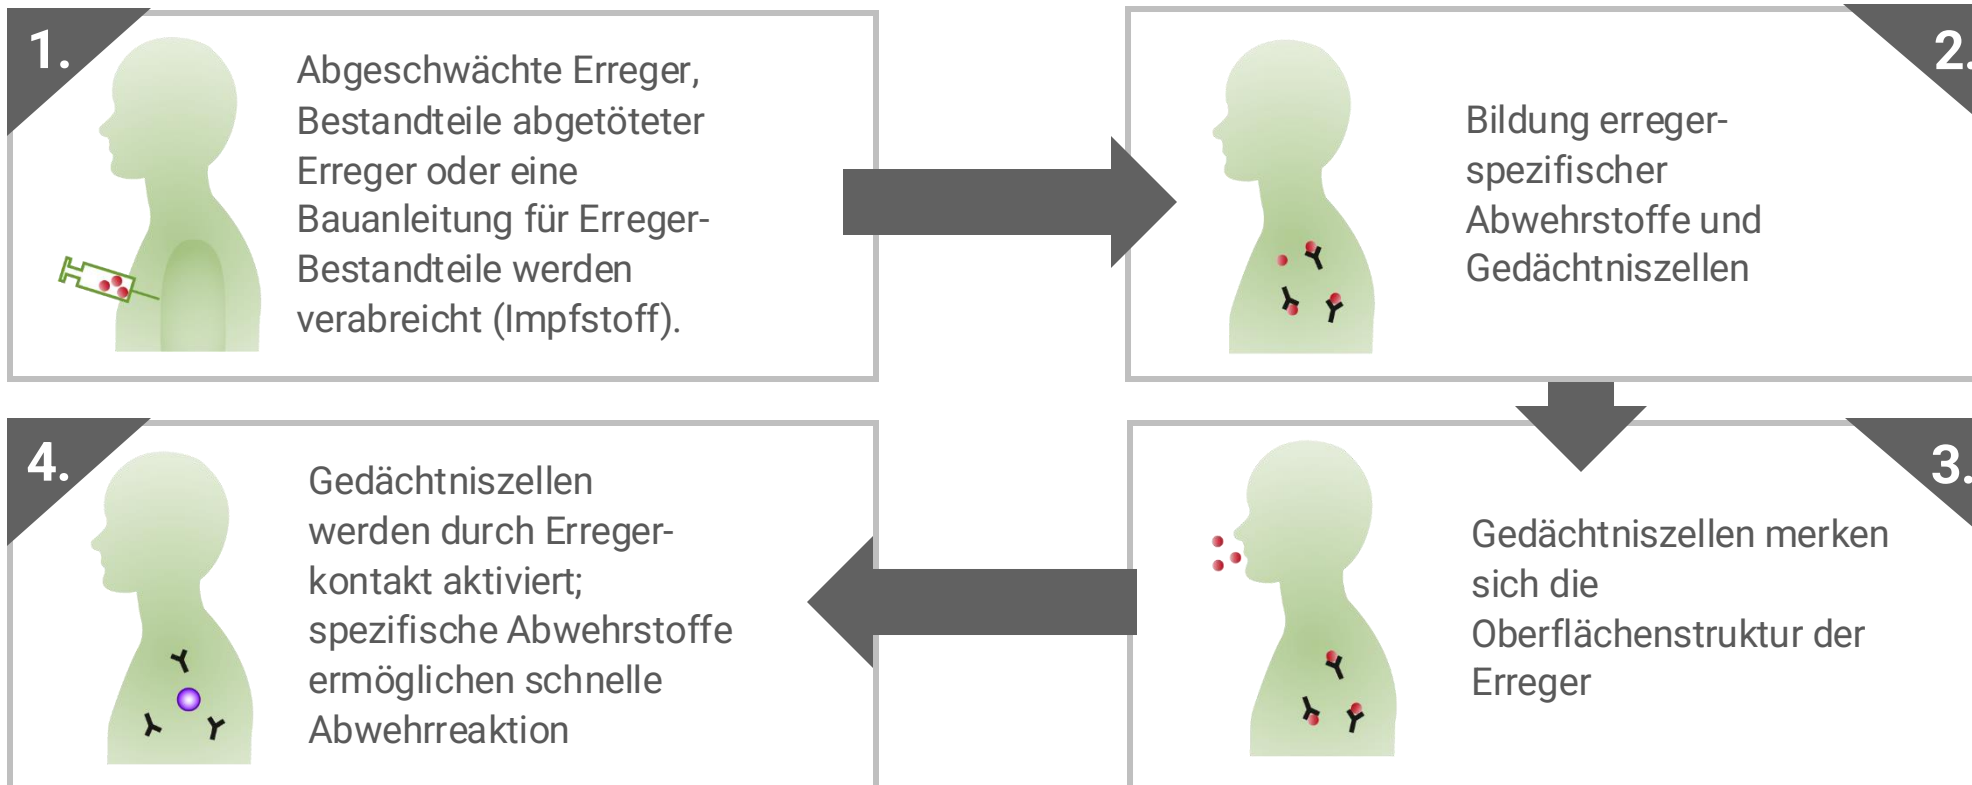 1.
Abgeschwächte Erreger,
Bestandteile abgetöteter
Erreger oder eine
Bauanleitung für Erreger-
Bestandteile werden
verabreicht (Impfstoff).
2.
Bildung erreger-
spezifischer
Abwehrstoffe und
Gedächtniszellen
3.
Gedächtniszellen merken
sich die
Oberflächenstruktur der
Erreger
4.
Gedächtniszellen
werden durch Erreger-
kontakt aktiviert;
spezifische Abwehrstoffe
ermöglichen schnelle
Abwehrreaktion